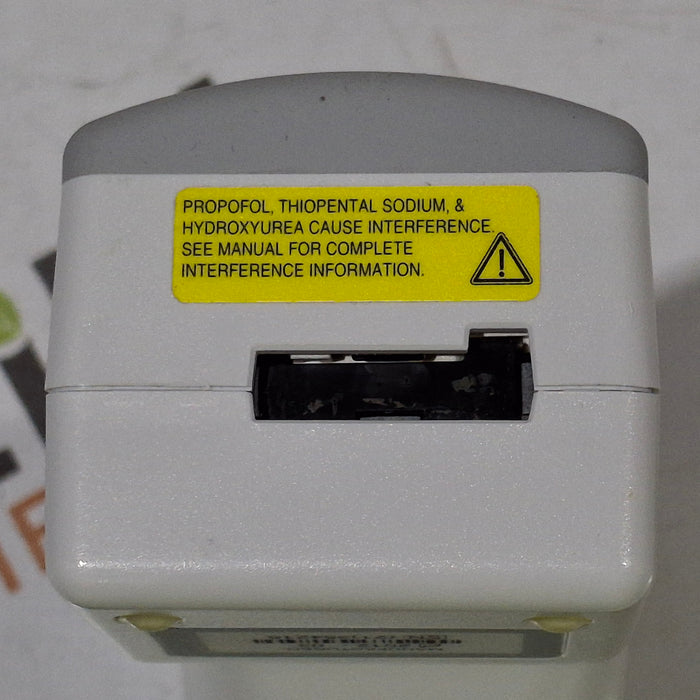 PROPOFOL, THIOPENTAL SODIUM, &
HYDROXYUREA CAUSE INTERFERENCE.
SEE MANUAL FOR COMPLETE
INTERFERENCE INFORMATION.